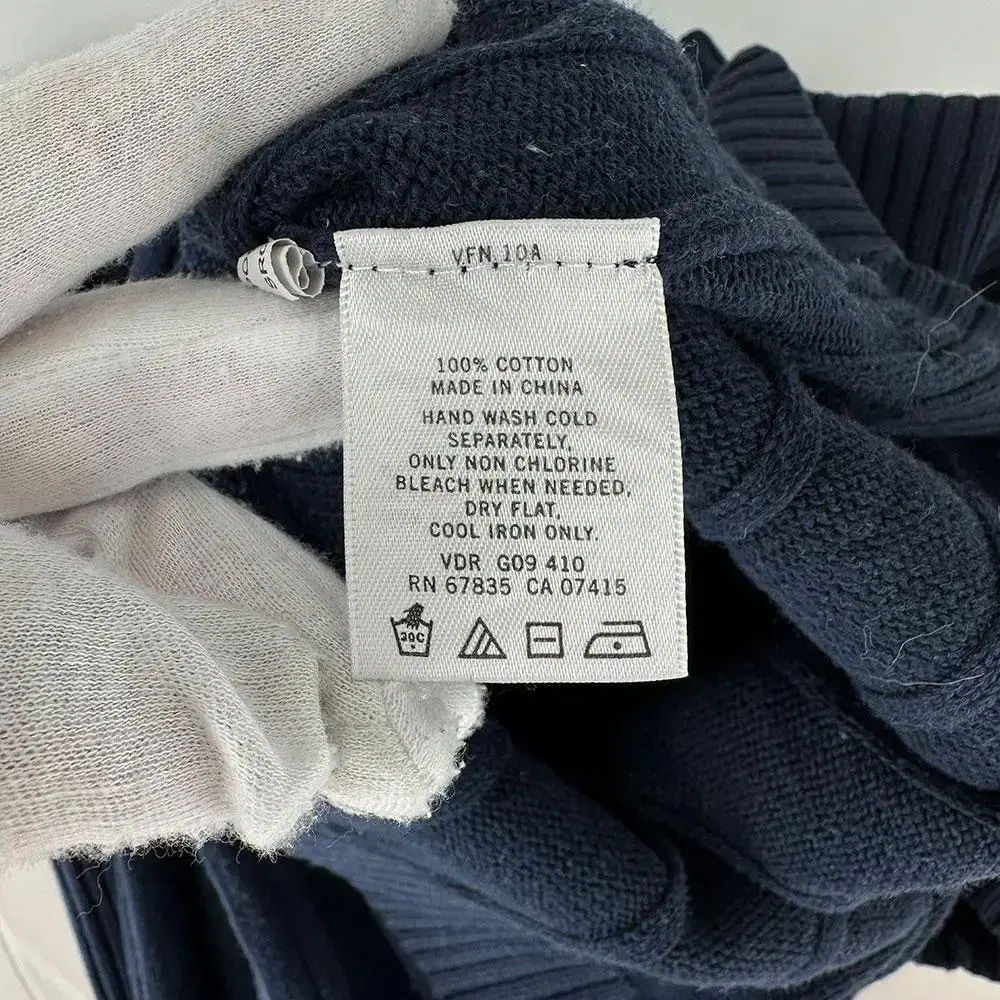 VFN 10A
100% COTTON
MADE IN CHINA
HAND WASH COLD
SEPARATELY,
ONLY NON CHLORINE
BLEACH WHEN NEEDED,
DRY FLAT,
COOL IRON ONLY.
VDR G09 410
RN 67835 CA 07415
30C